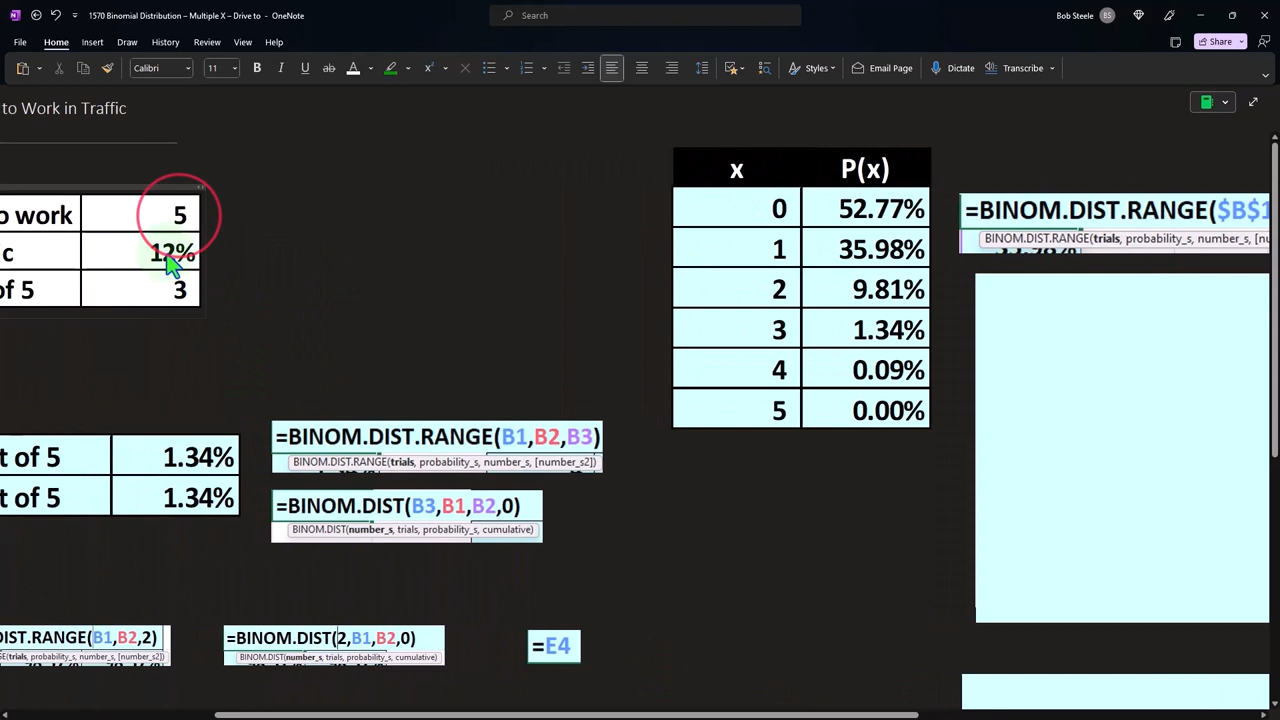 1570 Binomial Distribution – Multiple X – Drive to - OneNote
Search
Bob Steele
BS
File
Home
Insert
Draw
History
Review
View
Help
Share
Calibri
11
Styles
Email Page
Dictate
Transcribe
to Work in Traffic
o work 5
c 12%
of 5 3
x P(x)
0 52.77%
1 35.98%
2 9.81%
3 1.34%
4 0.09%
5 0.00%
=BINOM.DIST.RANGE($B$1
BINOM.DIST.RANGE(trials, probability_s, number_s, [nu
t of 5 1.34%
t of 5 1.34%
=BINOM.DIST.RANGE(B1,B2,B3)
BINOM.DIST.RANGE(trials, probability_s, number_s, [number_s2])
=BINOM.DIST(B3,B1,B2,0)
BINOM.DIST(number_s, trials, probability_s, cumulative)
DIST.RANGE(B1,B2,2)
NGE(trials, probability_s, number_s, [number_s2])
=BINOM.DIST(2,B1,B2,0)
BINOM.DIST(number_s, trials, probability_s, cumulative)
=E4